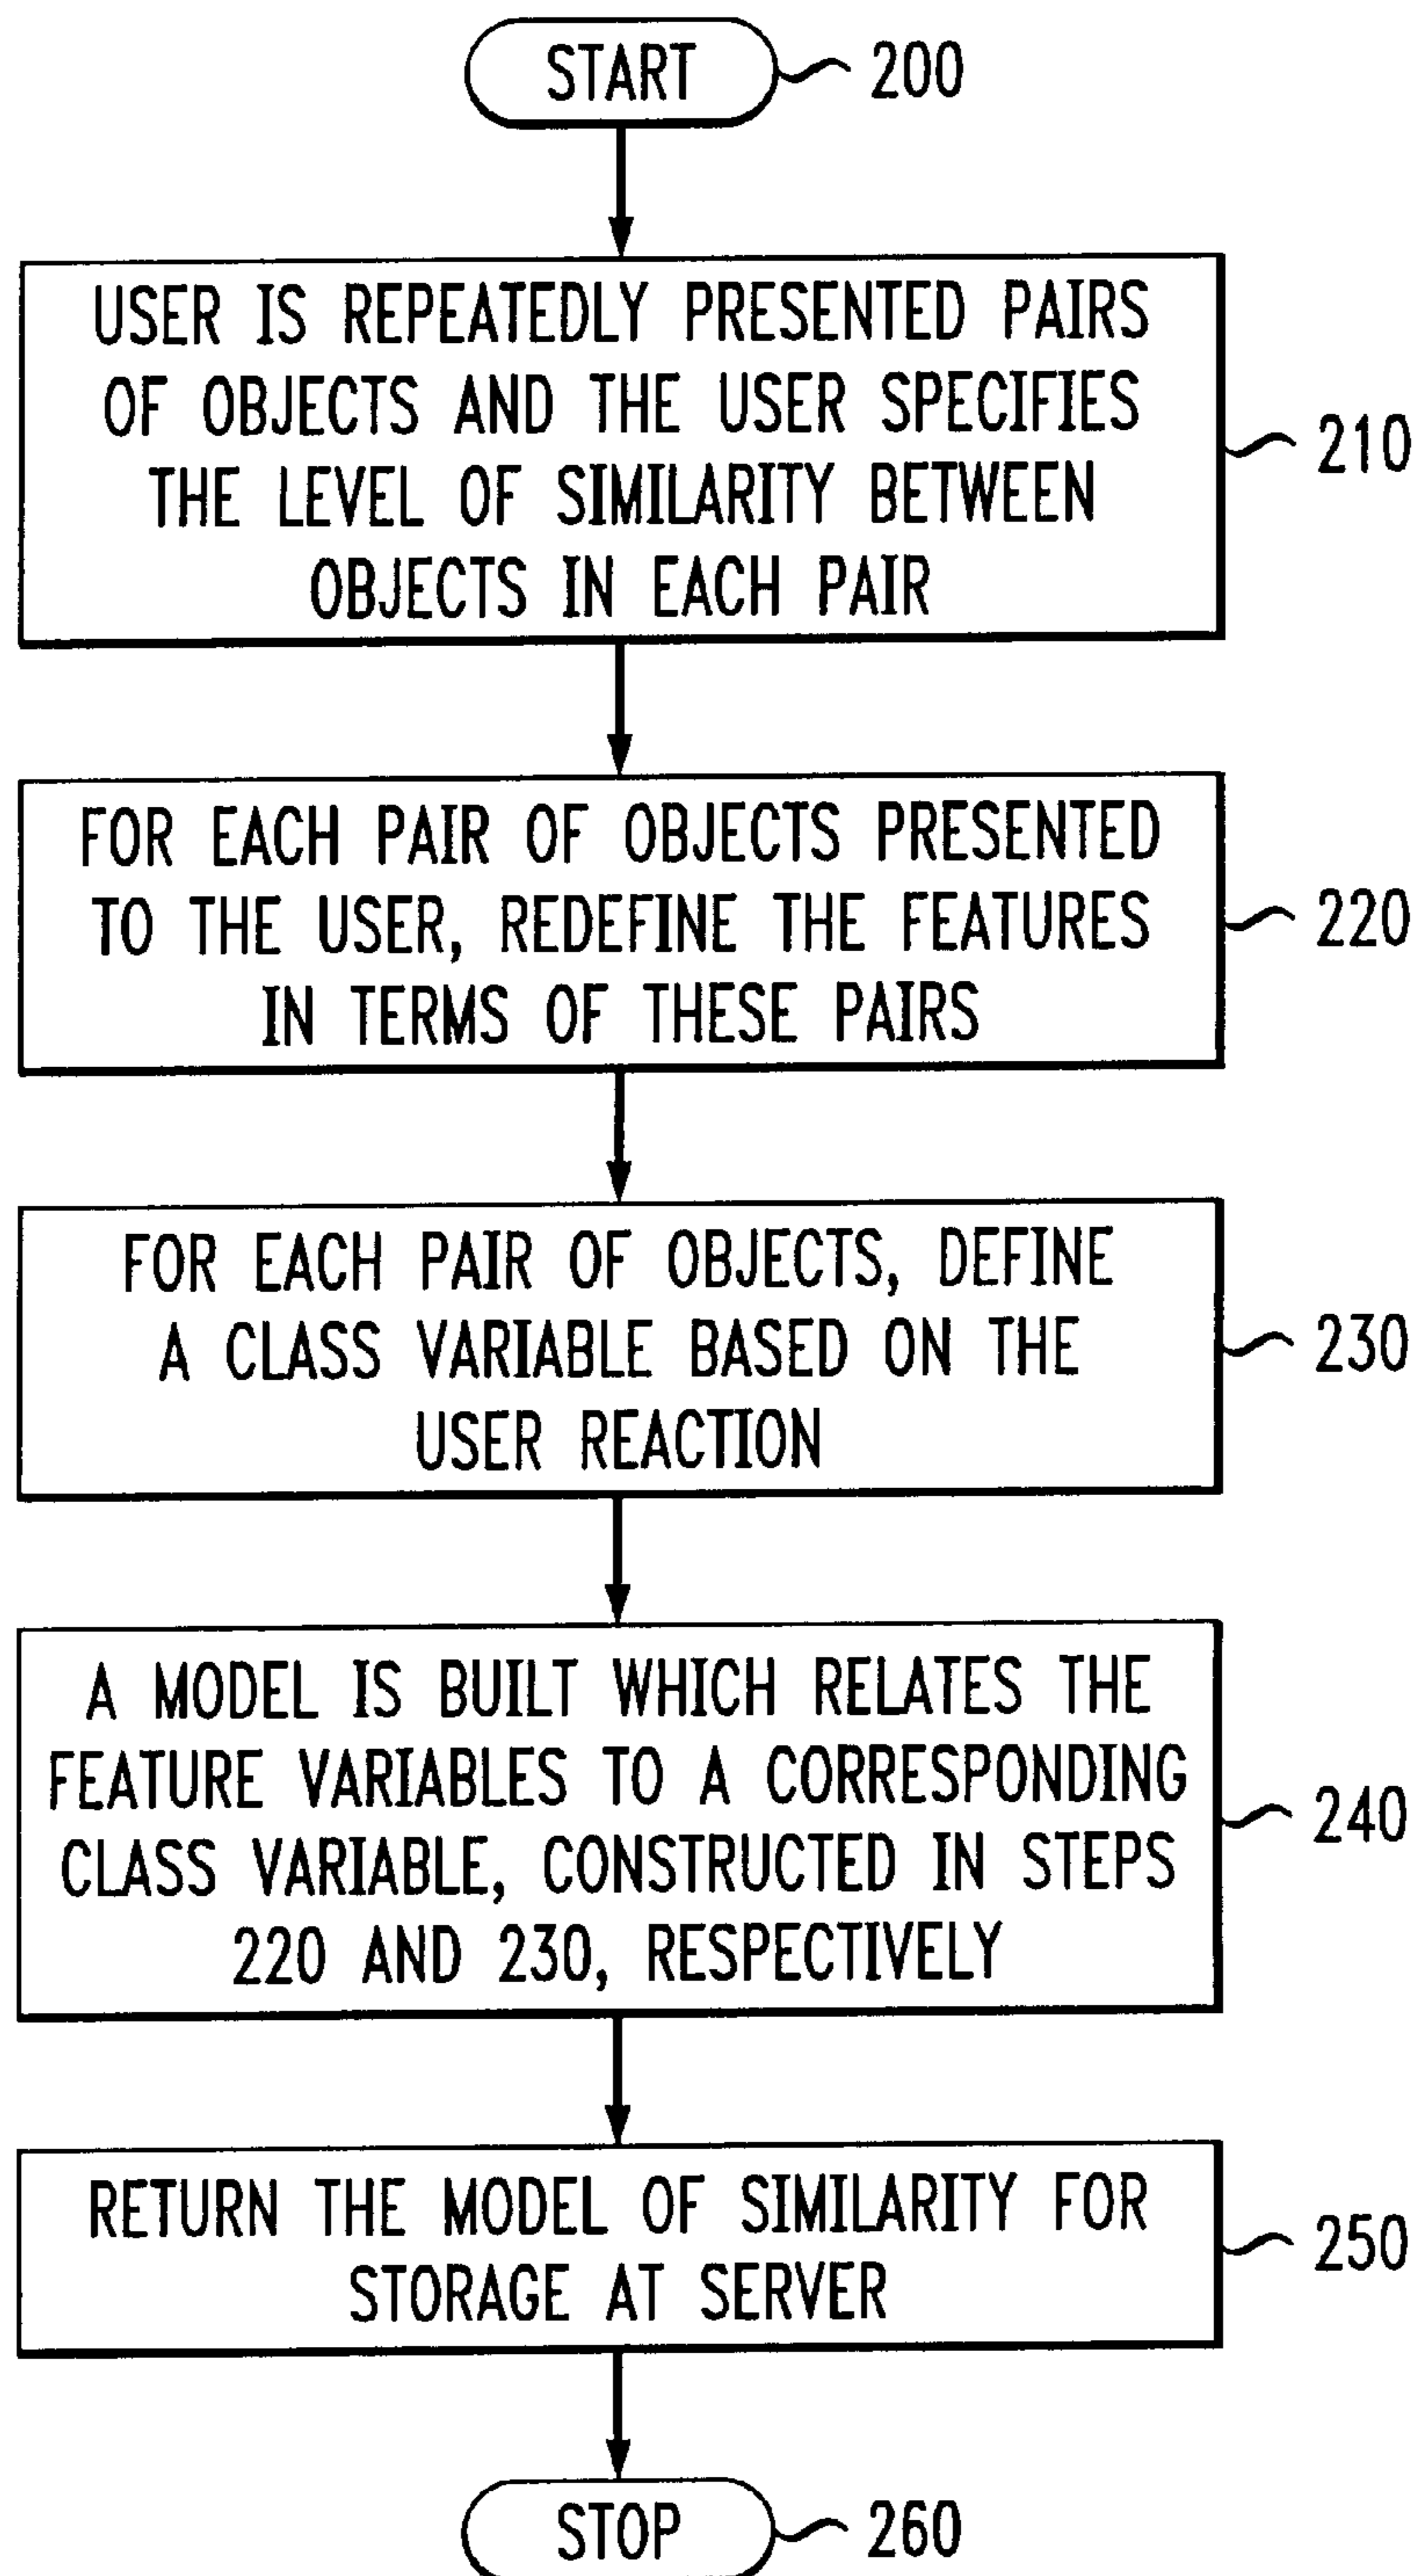 START
200
USER IS REPEATEDLY PRESENTED PAIRS
OF OBJECTS AND THE USER SPECIFIES
THE LEVEL OF SIMILARITY BETWEEN
OBJECTS IN EACH PAIR
210
FOR EACH PAIR OF OBJECTS PRESENTED
TO THE USER, REDEFINE THE FEATURES
IN TERMS OF THESE PAIRS
220
FOR EACH PAIR OF OBJECTS, DEFINE
A CLASS VARIABLE BASED ON THE
USER REACTION
230
A MODEL IS BUILT WHICH RELATES THE
FEATURE VARIABLES TO A CORRESPONDING
CLASS VARIABLE, CONSTRUCTED IN STEPS
220 AND 230, RESPECTIVELY
240
RETURN THE MODEL OF SIMILARITY FOR
STORAGE AT SERVER
250
STOP
260